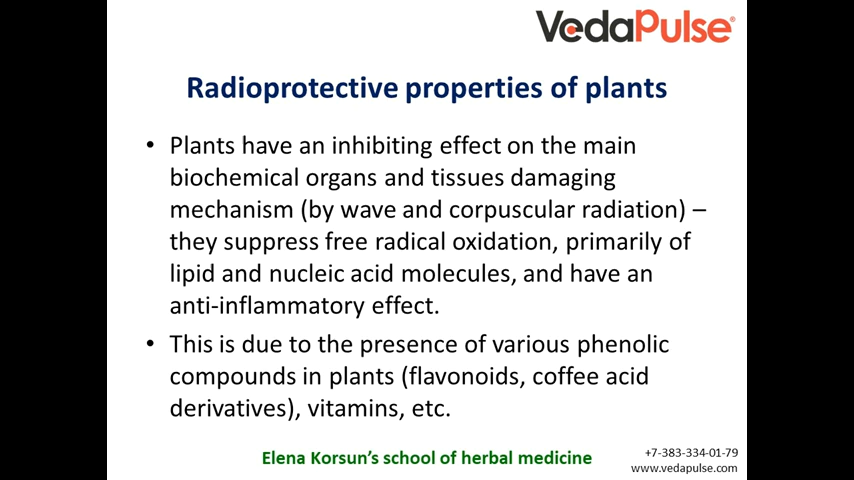 VedaPulse®
Radioprotective properties of plants
• Plants have an inhibiting effect on the main
biochemical organs and tissues damaging
mechanism (by wave and corpuscular radiation) –
they suppress free radical oxidation, primarily of
lipid and nucleic acid molecules, and have an
anti-inflammatory effect.
• This is due to the presence of various phenolic
compounds in plants (flavonoids, coffee acid
derivatives), vitamins, etc.
Elena Korsun’s school of herbal medicine
+7-383-334-01-79
www.vedapulse.com